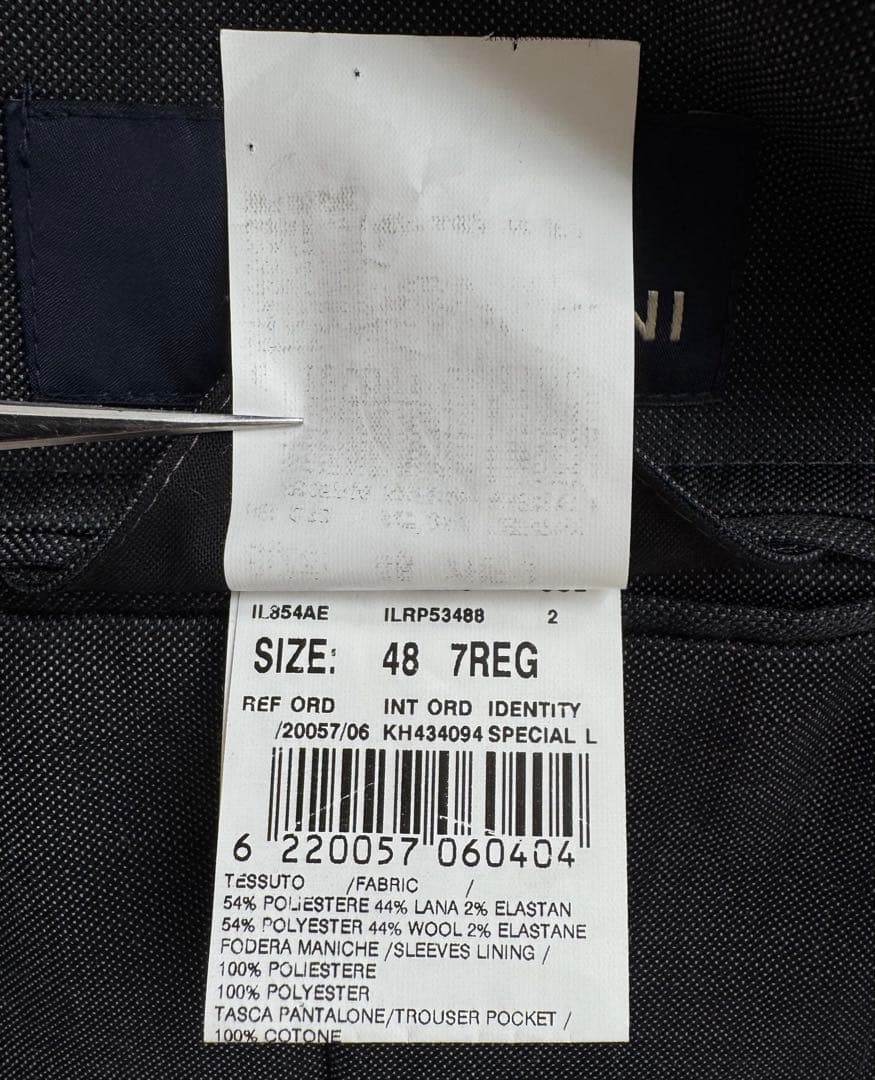 NI
IL854AE ILRP53488 2
SIZE: 48 7REG
REF ORD INT ORD IDENTITY
/20057/06 KH434094 SPECIAL L
6 220057 060404
TESSUTO /FABRIC /
54% POLIESTERE 44% LANA 2% ELASTAN
54% POLYESTER 44% WOOL 2% ELASTANE
FODERA MANICHE /SLEEVES LINING /
100% POLIESTERE
100% POLYESTER
TASCA PANTALONE/TROUSER POCKET /
100% COTONE